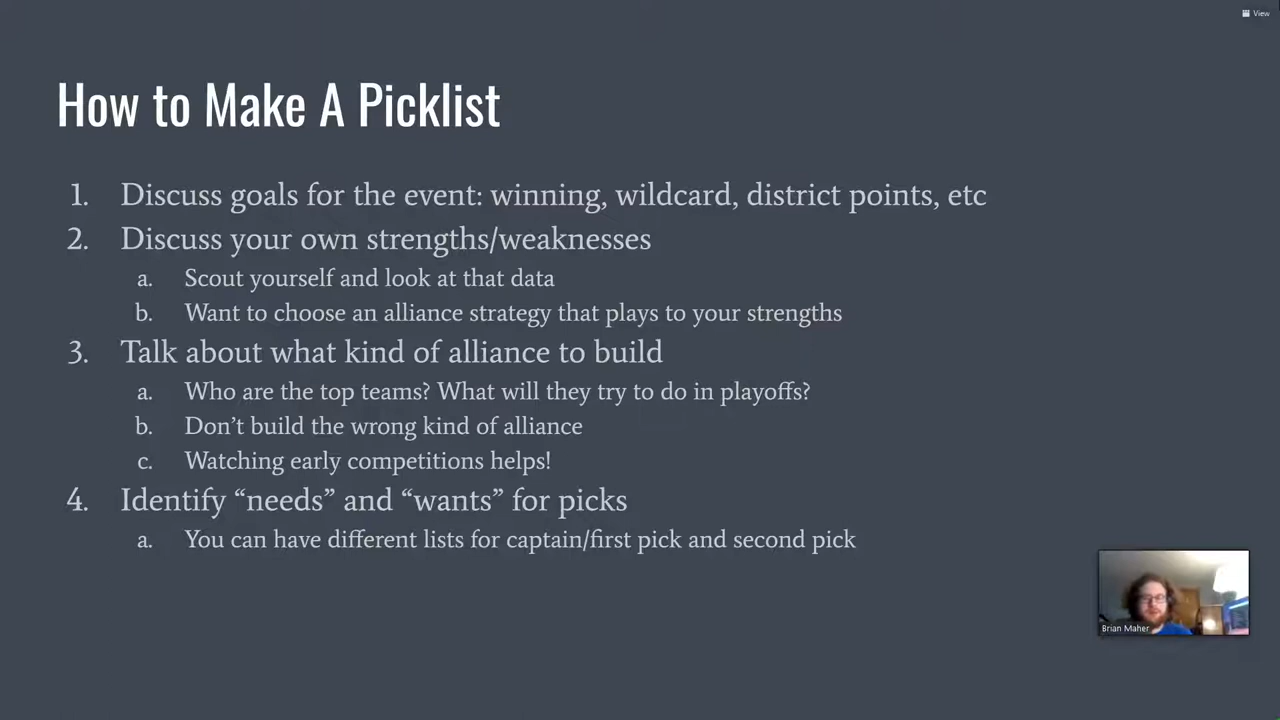 View
How to Make A Picklist
1. Discuss goals for the event: winning, wildcard, district points, etc
2. Discuss your own strengths/weaknesses
a. Scout yourself and look at that data
b. Want to choose an alliance strategy that plays to your strengths
3. Talk about what kind of alliance to build
a. Who are the top teams? What will they try to do in playoffs?
b. Don’t build the wrong kind of alliance
c. Watching early competitions helps!
4. Identify “needs” and “wants” for picks
a. You can have different lists for captain/first pick and second pick
Brian Maher